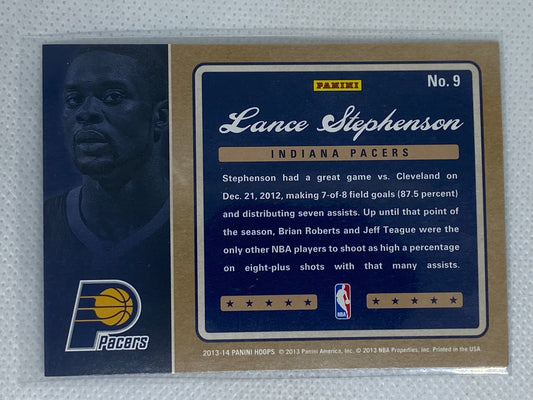 PANINI
No. 9
Lance Stephenson
INDIANA PACERS
Stephenson had a great game vs. Cleveland on
Dec. 21, 2012, making 7-of-8 field goals (87.5 percent)
and distributing seven assists. Up until that point of
the season, Brian Roberts and Jeff Teague were the
only other NBA players to shoot as high a percentage
on eight-plus shots with that many assists.
NBA
Pacers
2013-14 PANINI HOOPS © 2013 Panini America, Inc. © 2013 NBA Properties, Inc. Printed in the USA